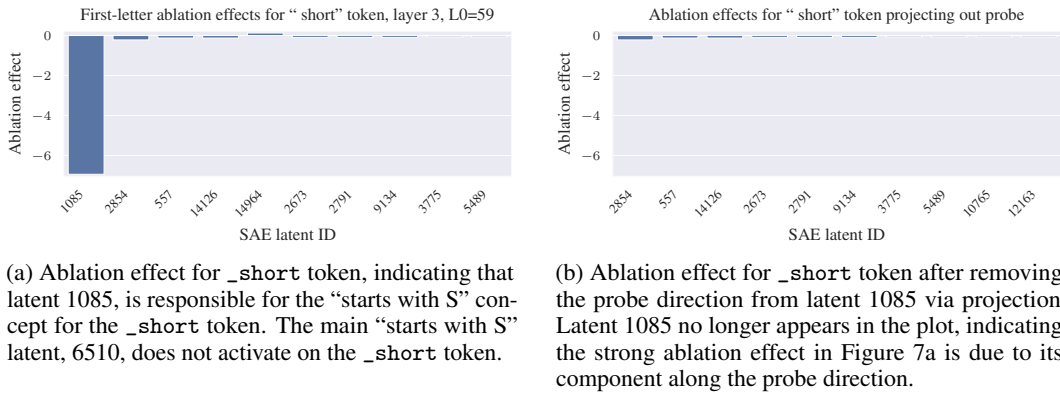 First-letter ablation effects for “ short” token, layer 3, L0=59
0
−2
−4
−6
Ablation effect
1085
2854
557
14126
14964
2673
2791
9134
3775
5489
SAE latent ID
(a) Ablation effect for _short token, indicating that
latent 1085, is responsible for the “starts with S” con-
cept for the _short token. The main “starts with S”
latent, 6510, does not activate on the _short token.
Ablation effects for “ short” token projecting out probe
0
−2
−4
−6
Ablation effect
2854
557
14126
2673
2791
9134
3775
5489
10765
12163
SAE latent ID
(b) Ablation effect for _short token after removing
the probe direction from latent 1085 via projection
Latent 1085 no longer appears in the plot, indicating
the strong ablation effect in Figure 7a is due to its
component along the probe direction.